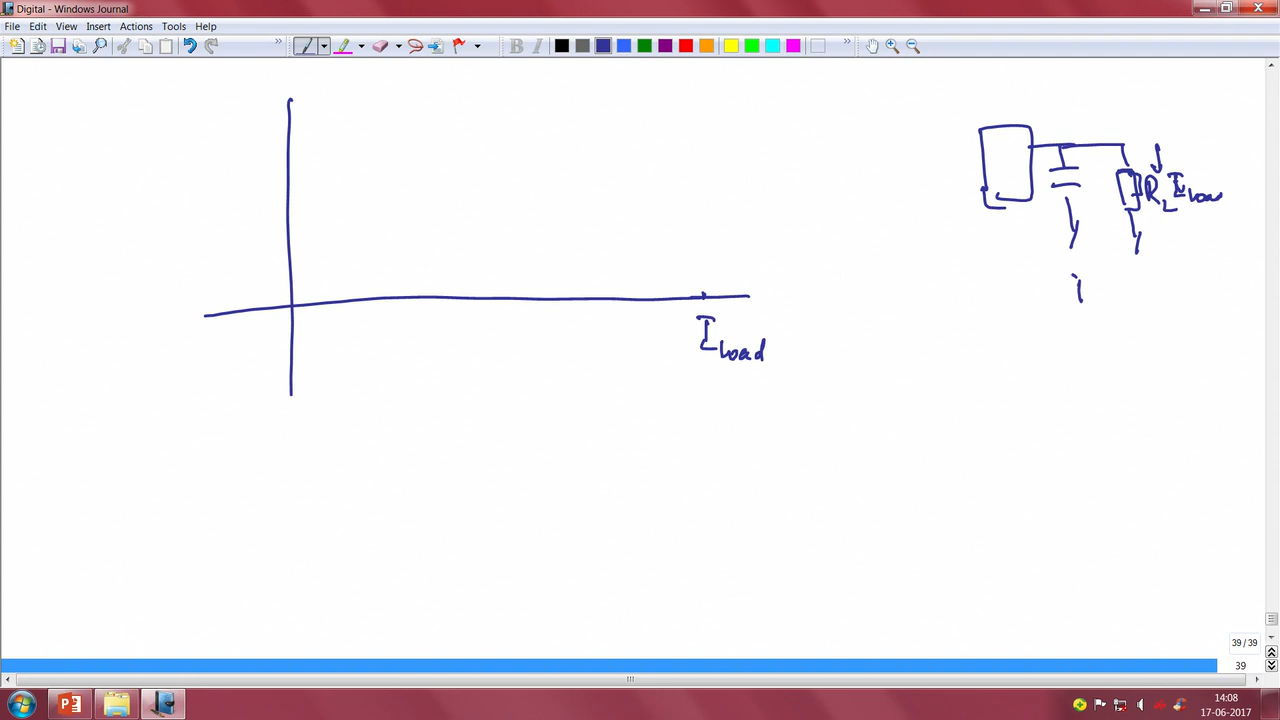 Digital - Windows Journal
File Edit View Insert Actions Tools Help
B I
R_L I_Load
i
I_Load
39 / 39
39
P
14:08
17-06-2017